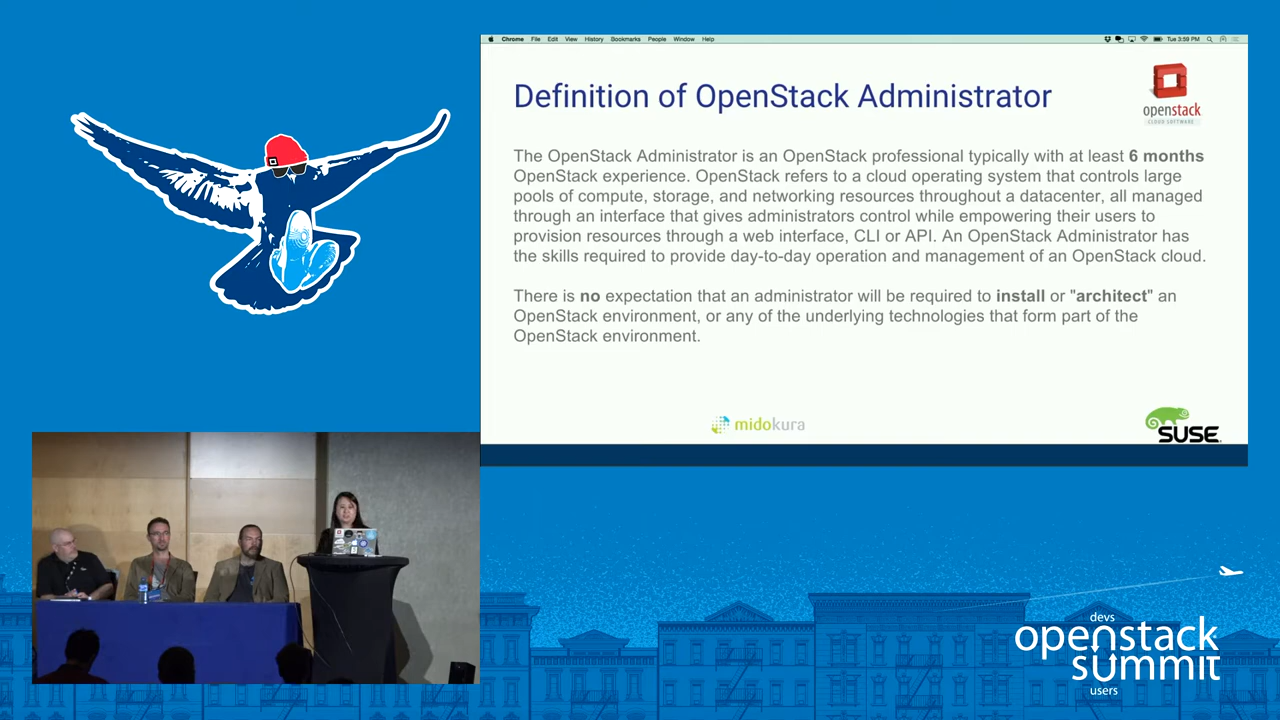 Chrome File Edit View History Bookmarks People Window Help
Tue 3:59 PM
Definition of OpenStack Administrator
openstack
CLOUD SOFTWARE
The OpenStack Administrator is an OpenStack professional typically with at least 6 months
OpenStack experience. OpenStack refers to a cloud operating system that controls large
pools of compute, storage, and networking resources throughout a datacenter, all managed
through an interface that gives administrators control while empowering their users to
provision resources through a web interface, CLI or API. An OpenStack Administrator has
the skills required to provide day-to-day operation and management of an OpenStack cloud.
There is no expectation that an administrator will be required to install or "architect" an
OpenStack environment, or any of the underlying technologies that form part of the
OpenStack environment.
midokura
SUSE
devs
openstack
summit
users